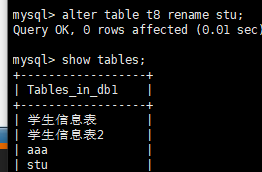 mysql> alter table t8 rename stu;
Query OK, 0 rows affected (0.01 sec)
mysql> show tables;
+------------------+
| Tables_in_db1    |
+------------------+
| 学生信息表       |
| 学生信息表2      |
| aaa              |
| stu              |